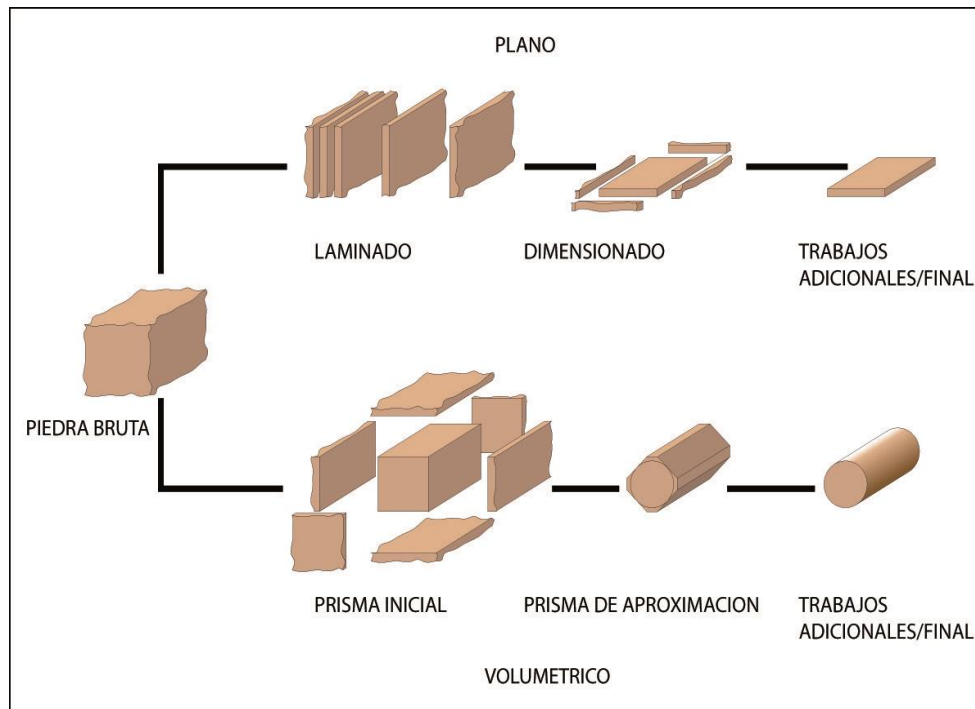 PLANO
LAMINADO
DIMENSIONADO
TRABAJOS
ADICIONALES/FINAL
PIEDRA BRUTA
PRISMA INICIAL
PRISMA DE APROXIMACION
TRABAJOS
ADICIONALES/FINAL
VOLUMETRICO